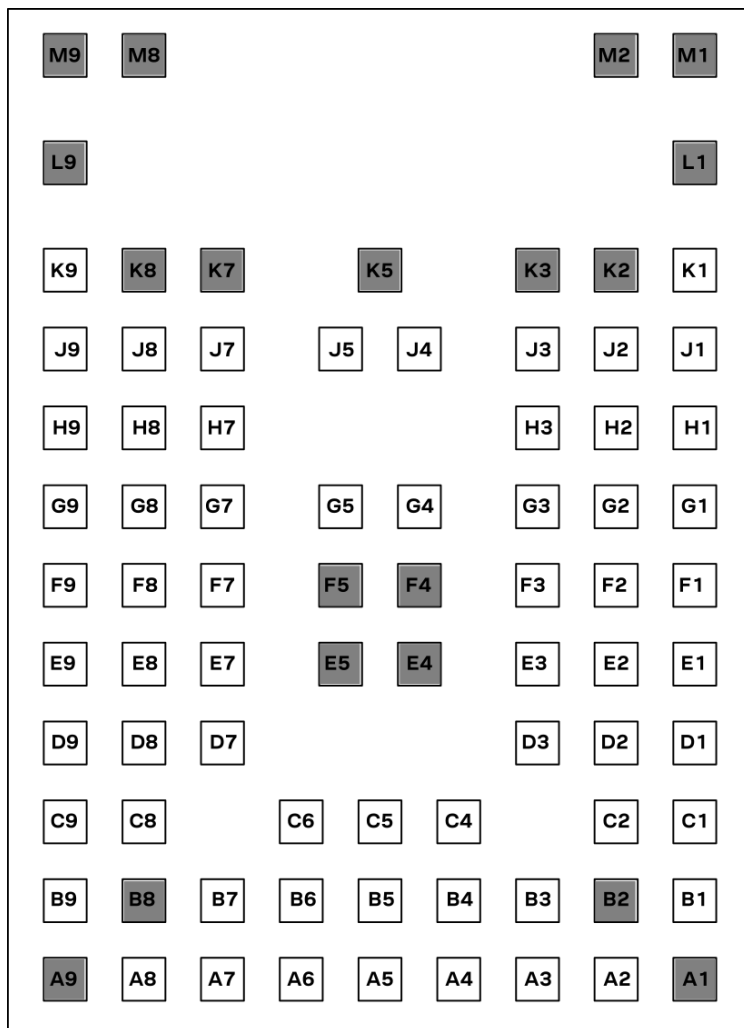 M9 M8 M2 M1
L9 L1
K9 K8 K7 K5 K3 K2 K1
J9 J8 J7 J5 J4 J3 J2 J1
H9 H8 H7 H3 H2 H1
G9 G8 G7 G5 G4 G3 G2 G1
F9 F8 F7 F5 F4 F3 F2 F1
E9 E8 E7 E5 E4 E3 E2 E1
D9 D8 D7 D3 D2 D1
C9 C8 C6 C5 C4 C2 C1
B9 B8 B7 B6 B5 B4 B3 B2 B1
A9 A8 A7 A6 A5 A4 A3 A2 A1